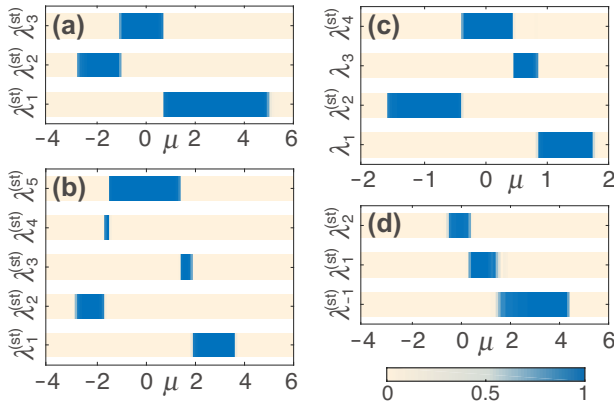 (a)
λ₃⁽ˢᵗ⁾
λ₂⁽ˢᵗ⁾
λ₁⁽ˢᵗ⁾
-4 -2 0 μ 2 4 6
(b)
λ₅⁽ˢᵗ⁾
λ₄⁽ˢᵗ⁾
λ₃⁽ˢᵗ⁾
λ₂⁽ˢᵗ⁾
λ₁⁽ˢᵗ⁾
-4 -2 0 μ 2 4 6
(c)
λ₄⁽ˢᵗ⁾
λ₃
λ₂⁽ˢᵗ⁾
λ₁
-2 -1 0 μ 1 2
(d)
λ₂⁽ˢᵗ⁾
λ₁⁽ˢᵗ⁾
λ₋₁⁽ˢᵗ⁾
-4 -2 0 μ 2 4 6
0 0.5 1